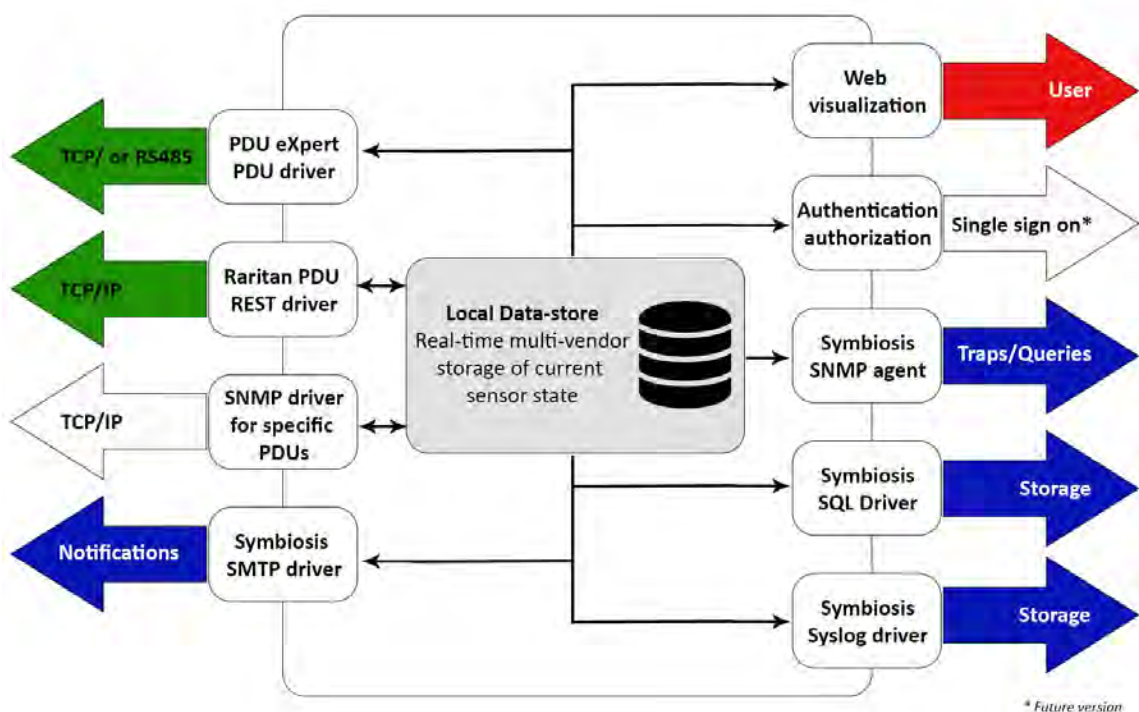 TCP/ or RS485
PDU eXpert
PDU driver
TCP/IP
Raritan PDU
REST driver
TCP/IP
SNMP driver
for specific
PDUs
Notifications
Symbiosis
SMTP driver
Local Data-store
Real-time multi-vendor
storage of current
sensor state
Web
visualization
User
Authentication
authorization
Single sign on*
Symbiosis
SNMP agent
Traps/Queries
Symbiosis
SQL Driver
Storage
Symbiosis
Syslog driver
Storage
* Future version